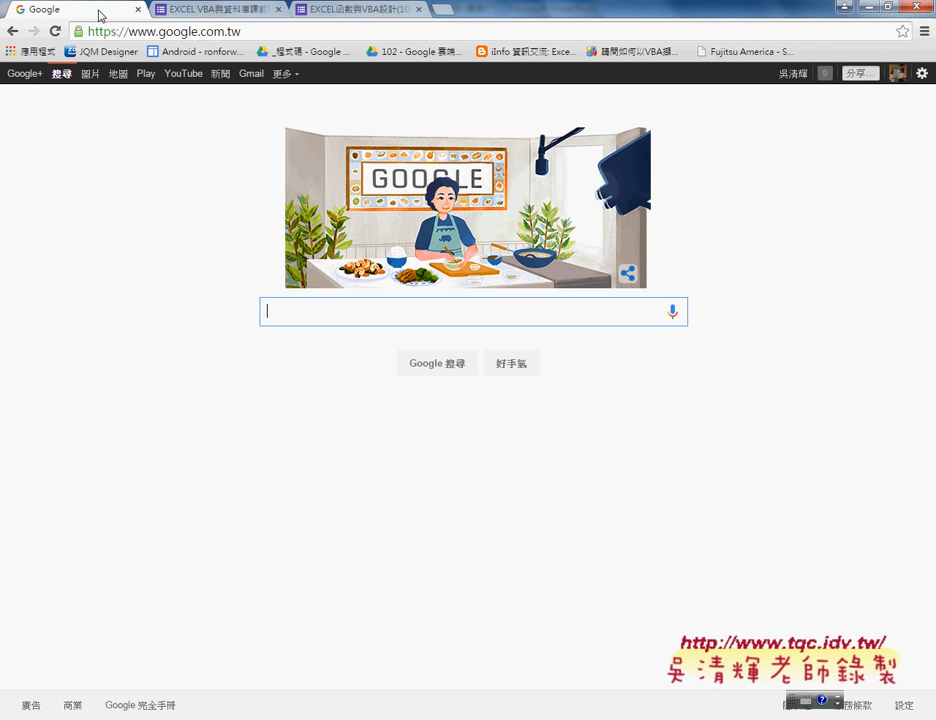 Google
EXCEL VBA與資料庫課前
EXCEL函數與VBA設計(10
https://www.google.com.tw
應用程式
JQM Designer
Android - ronforw...
_程式碼 - Google ...
102 - Google 雲端...
iInfo 資訊交流: Exce...
請問如何以VBA擷...
Fujitsu America - S...
Google+ 搜尋 圖片 地圖 Play YouTube 新聞 Gmail 更多
吳清輝 0 分享...
GOOGLE
Google 搜尋 好手氣
http://www.tqc.idv.tw/
吳清輝老師錄製
廣告 商業 Google 完全手冊
務條款 設定